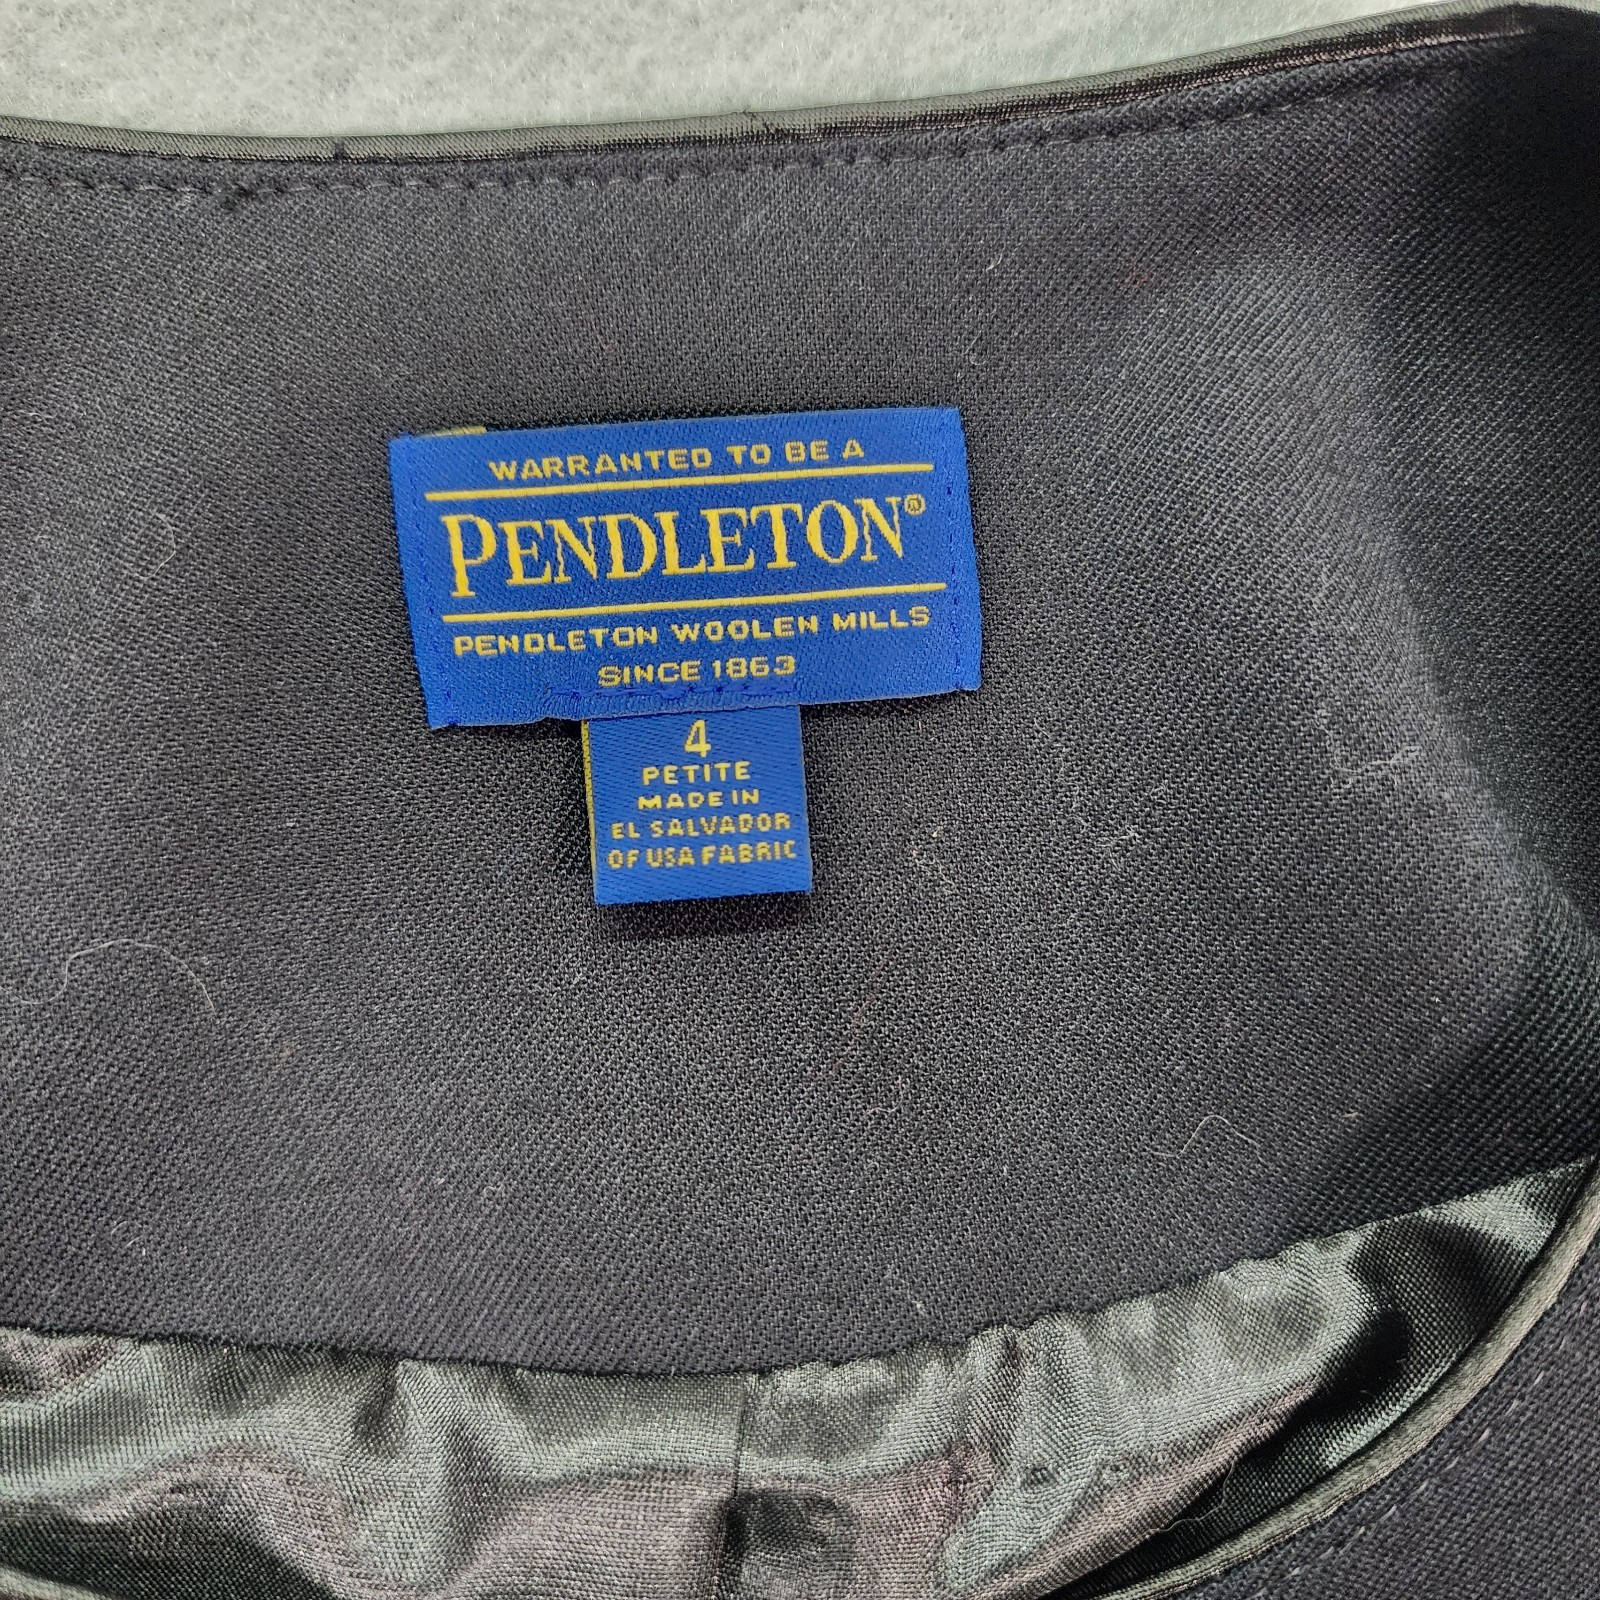 WARRANTED TO BE A
PENDLETON®
PENDLETON WOOLEN MILLS
SINCE 1863
4
PETITE
MADE IN
EL SALVADOR
OF USA FABRIC